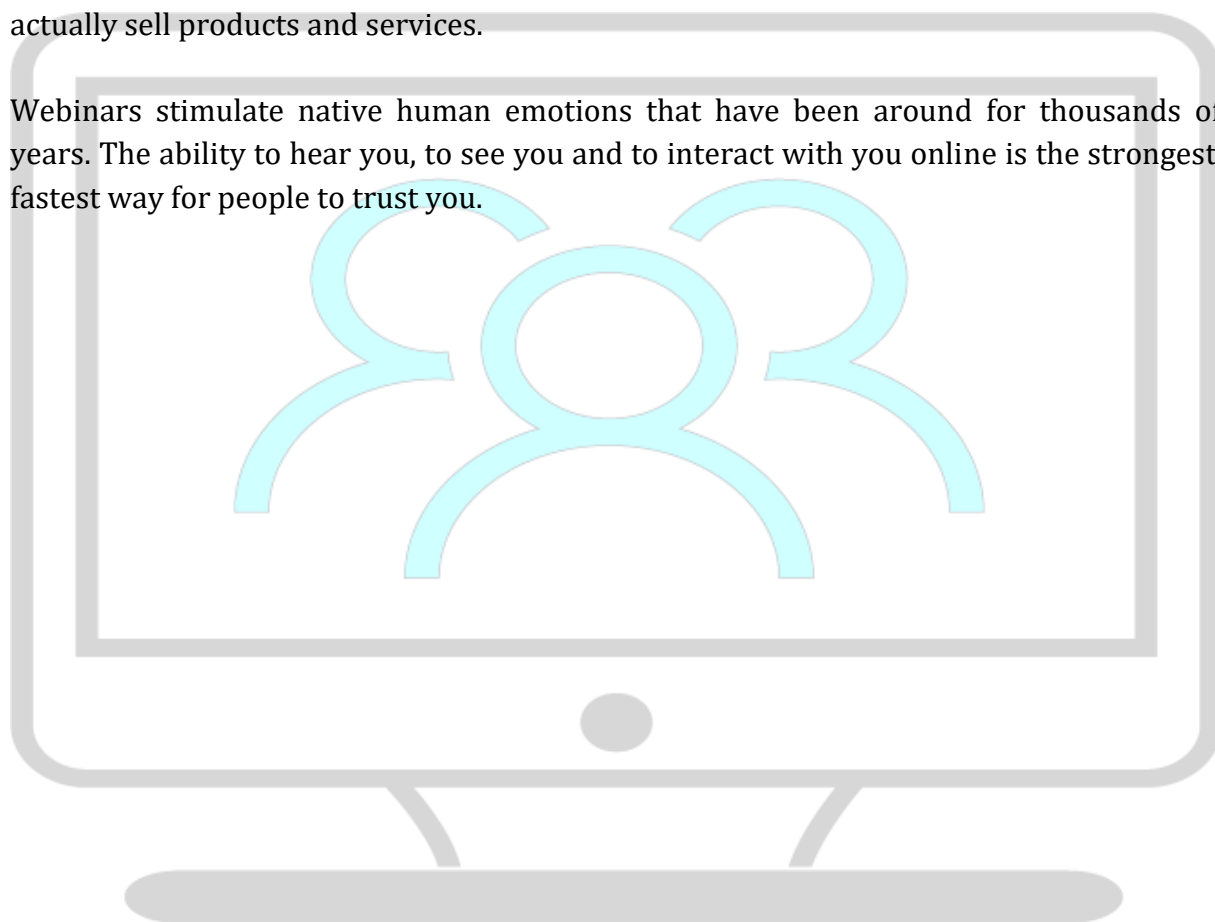 actually sell products and services.
Webinars stimulate native human emotions that have been around for thousands of
years. The ability to hear you, to see you and to interact with you online is the strongest
fastest way for people to trust you.